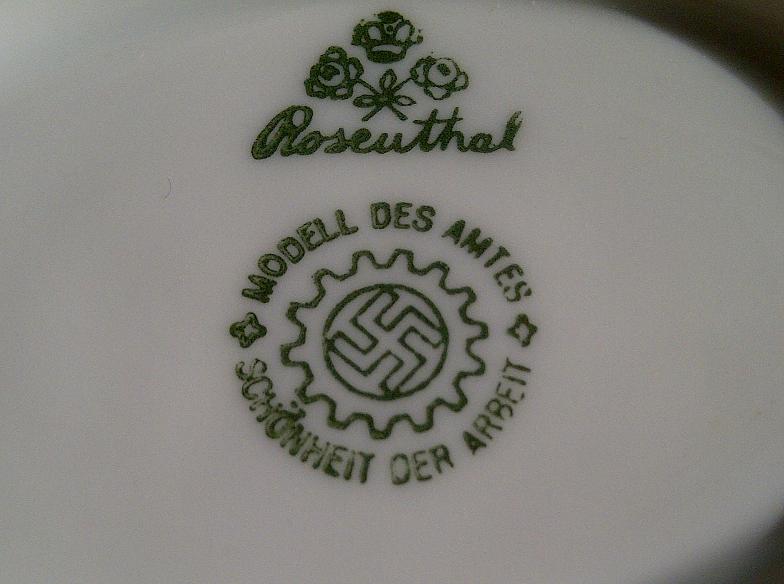 Rosenthal
MODELL DES AMTES
SCHÖNHEIT DER ARBEIT